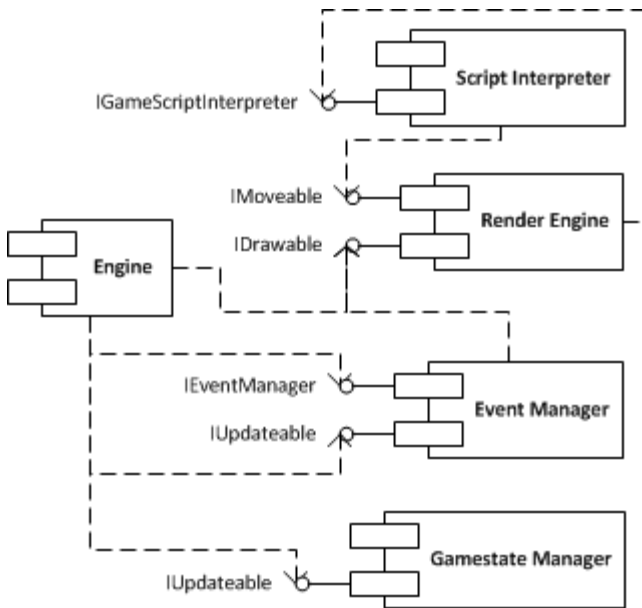 Script Interpreter
IGameScriptInterpreter
IMoveable
Render Engine
IDrawable
Engine
IEventManager
Event Manager
IUpdateable
Gamestate Manager
IUpdateable